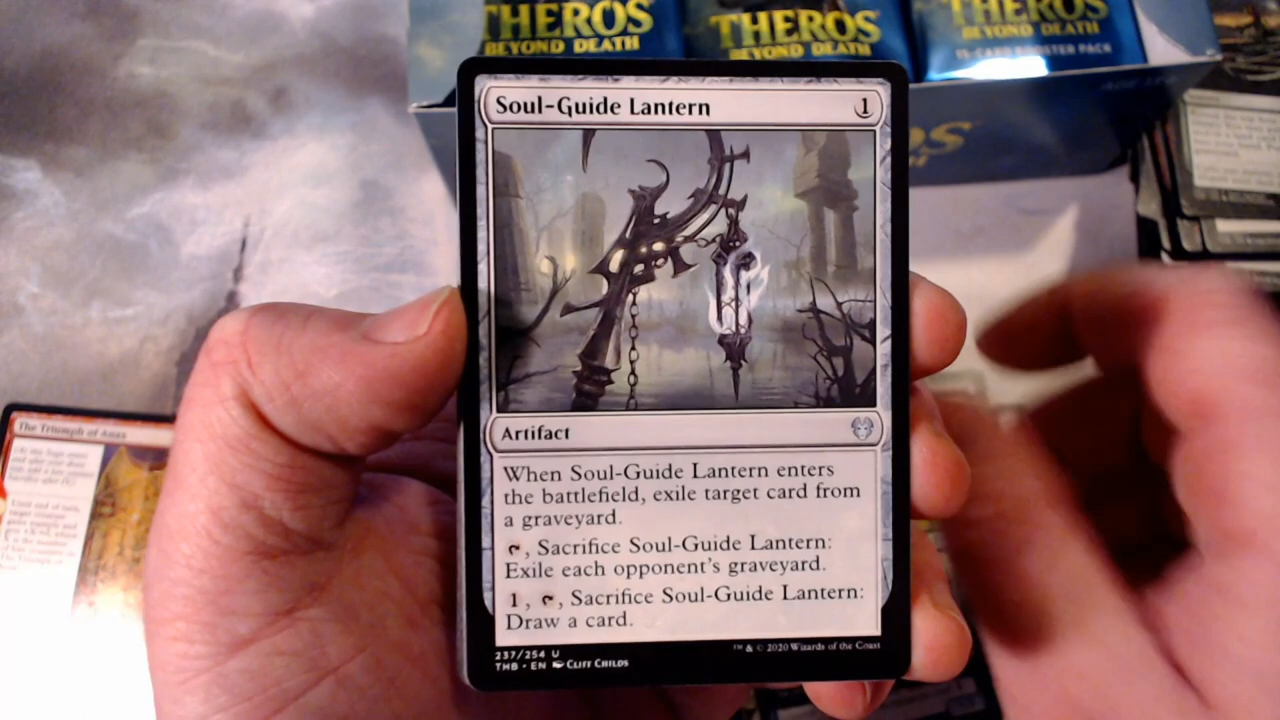 THEROS
BEYOND DEATH
THEROS
BEYOND DEATH
THEROS
BEYOND DEATH
15-CARD BOOSTER PACK
Soul-Guide Lantern 1
Artifact
When Soul-Guide Lantern enters
the battlefield, exile target card from
a graveyard.
, Sacrifice Soul-Guide Lantern:
Exile each opponent's graveyard.
1, , Sacrifice Soul-Guide Lantern:
Draw a card.
237/254 U
THB • EN CLIFF CHILDS
™ & © 2020 Wizards of the Coast
The Triumph of Anax